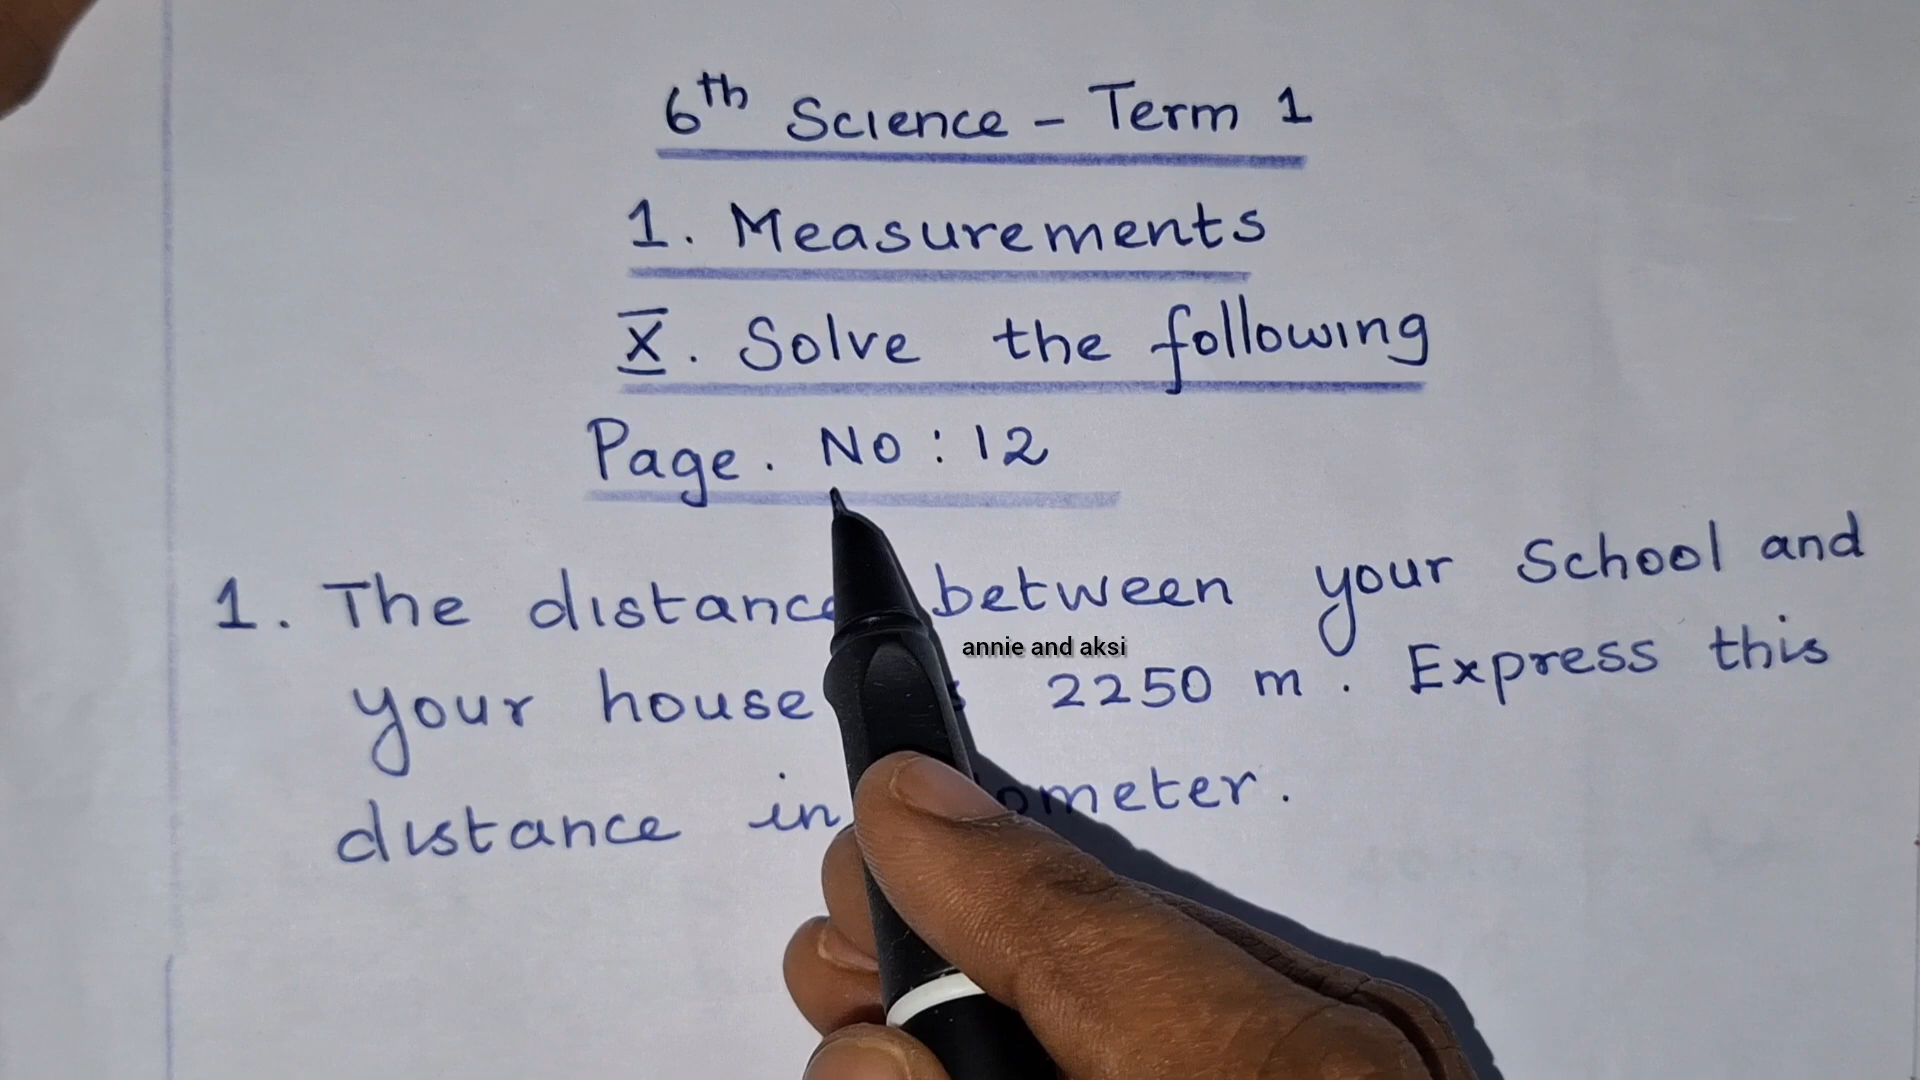 6th Science - Term 1
1. Measurements
X. Solve the following
Page. No: 12
1. The distance between your School and
annie and aksi
your house 2250 m. Express this
distance in